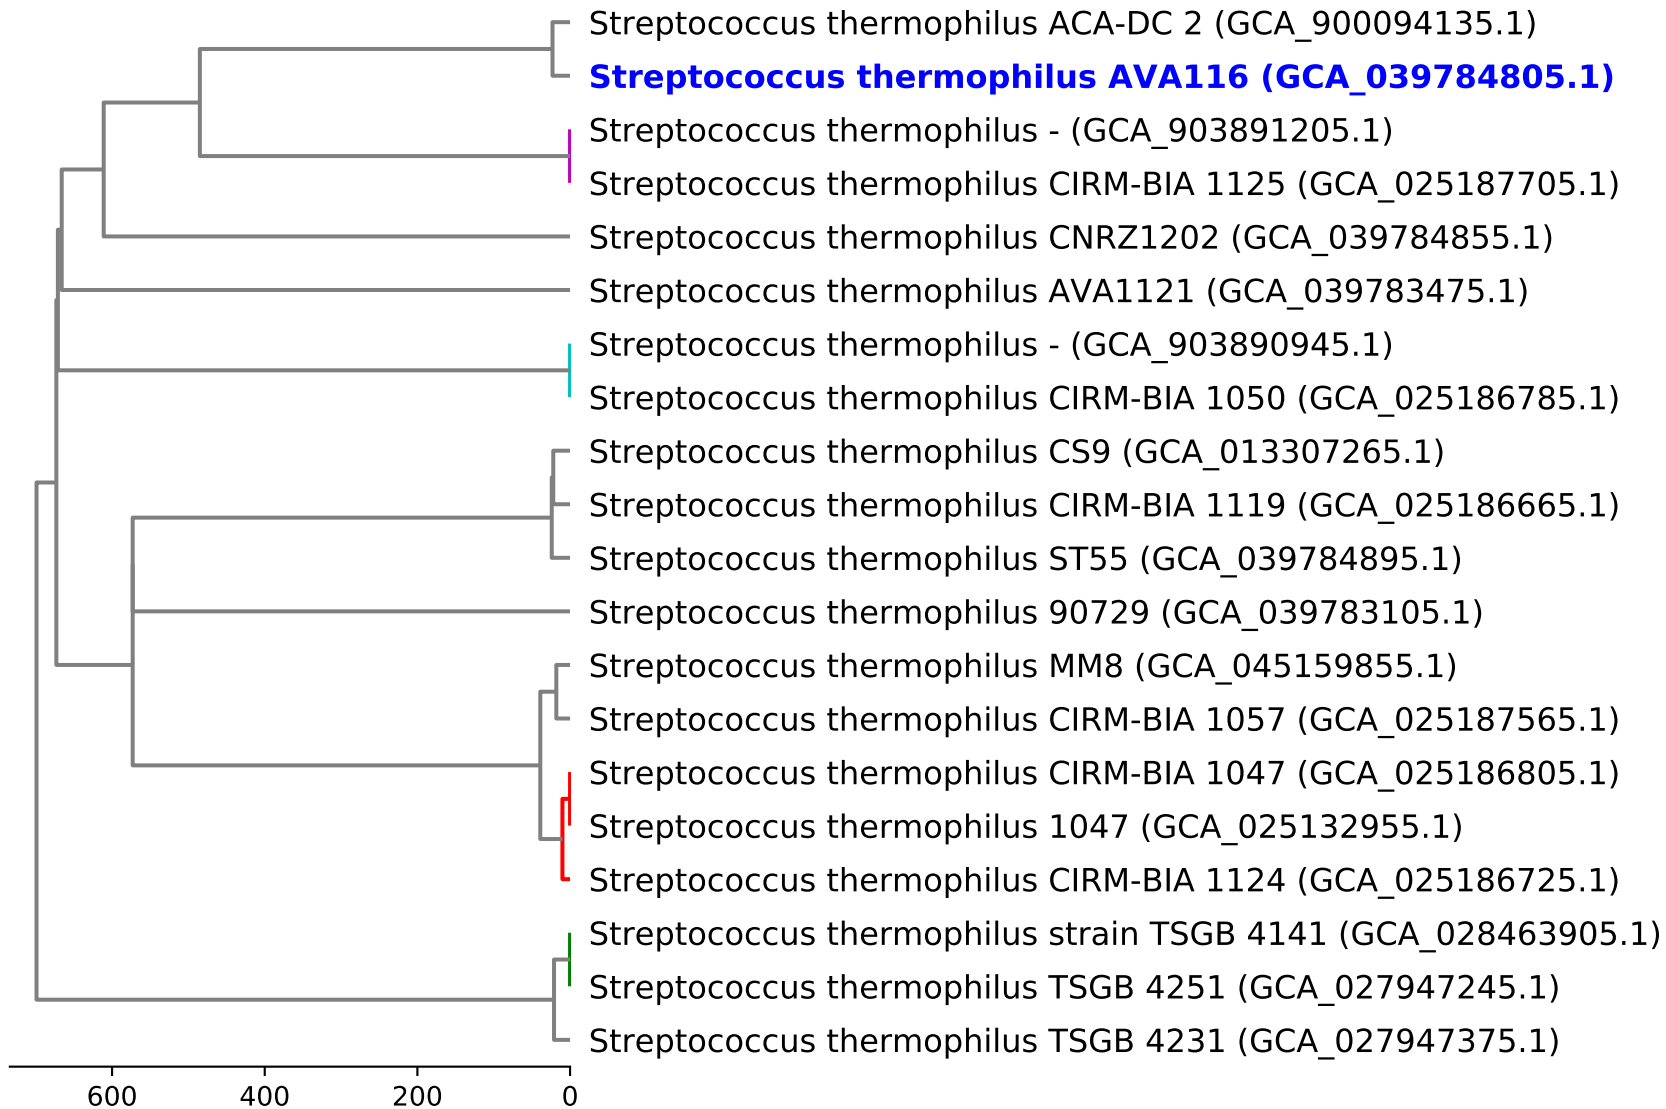 Streptococcus thermophilus ACA-DC 2 (GCA_900094135.1)
Streptococcus thermophilus AVA116 (GCA_039784805.1)
Streptococcus thermophilus - (GCA_903891205.1)
Streptococcus thermophilus CIRM-BIA 1125 (GCA_025187705.1)
Streptococcus thermophilus CNRZ1202 (GCA_039784855.1)
Streptococcus thermophilus AVA1121 (GCA_039783475.1)
Streptococcus thermophilus - (GCA_903890945.1)
Streptococcus thermophilus CIRM-BIA 1050 (GCA_025186785.1)
Streptococcus thermophilus CS9 (GCA_013307265.1)
Streptococcus thermophilus CIRM-BIA 1119 (GCA_025186665.1)
Streptococcus thermophilus ST55 (GCA_039784895.1)
Streptococcus thermophilus 90729 (GCA_039783105.1)
Streptococcus thermophilus MM8 (GCA_045159855.1)
Streptococcus thermophilus CIRM-BIA 1057 (GCA_025187565.1)
Streptococcus thermophilus CIRM-BIA 1047 (GCA_025186805.1)
Streptococcus thermophilus 1047 (GCA_025132955.1)
Streptococcus thermophilus CIRM-BIA 1124 (GCA_025186725.1)
Streptococcus thermophilus strain TSGB 4141 (GCA_028463905.1)
Streptococcus thermophilus TSGB 4251 (GCA_027947245.1)
Streptococcus thermophilus TSGB 4231 (GCA_027947375.1)
600 400 200 0